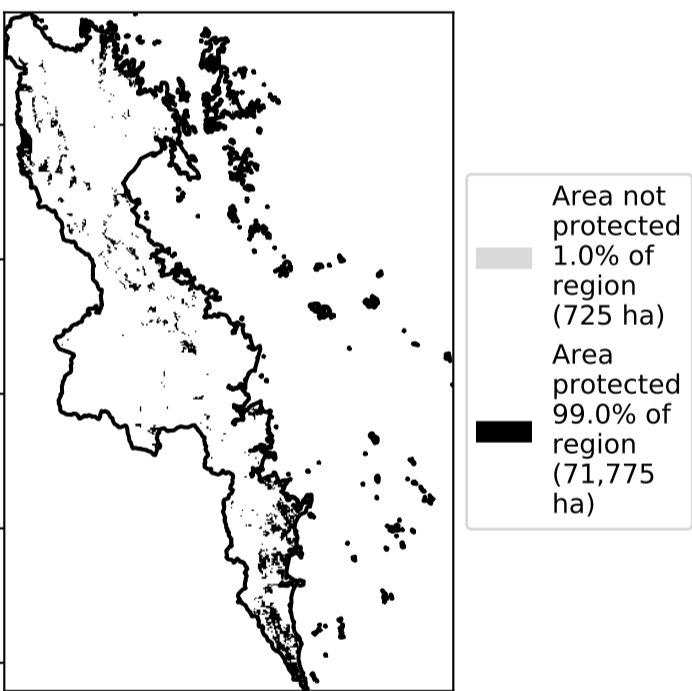 Area not
protected
1.0% of
region
(725 ha)
Area
protected
99.0% of
region
(71,775
ha)